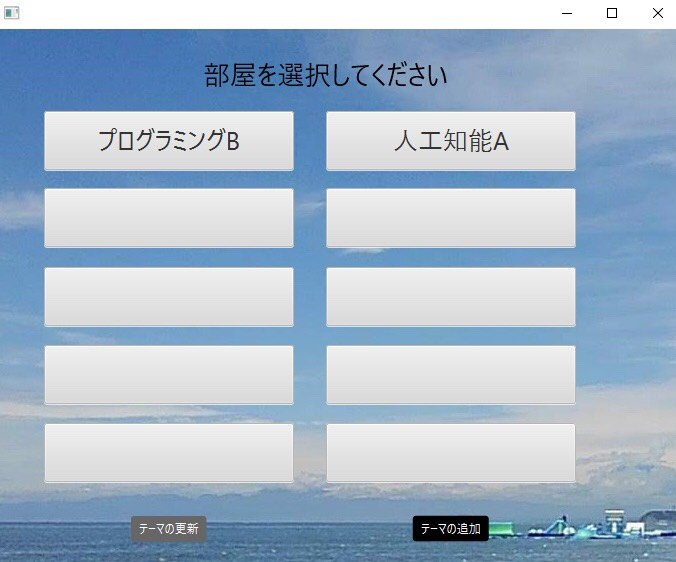 部屋を選択してください
プログラミングB
人工知能A
テーマの更新
テーマの追加